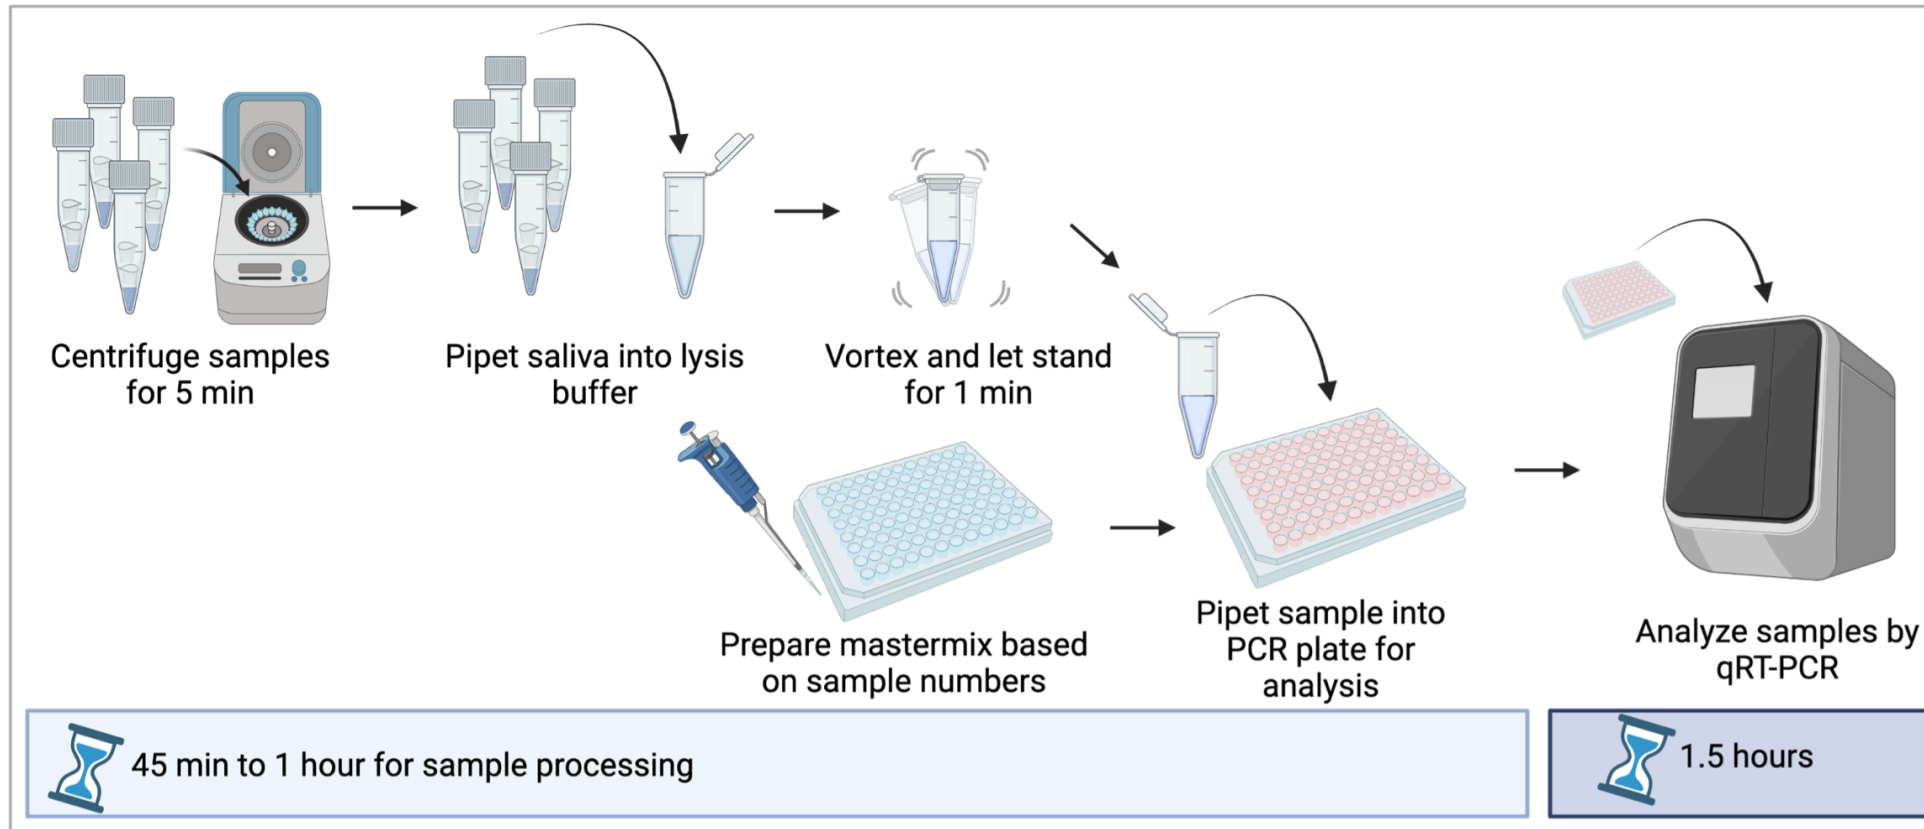 Centrifuge samples
for 5 min
Pipet saliva into lysis
buffer
Vortex and let stand
for 1 min
Prepare mastermix based
on sample numbers
Pipet sample into
PCR plate for
analysis
Analyze samples by
qRT-PCR
45 min to 1 hour for sample processing
1.5 hours